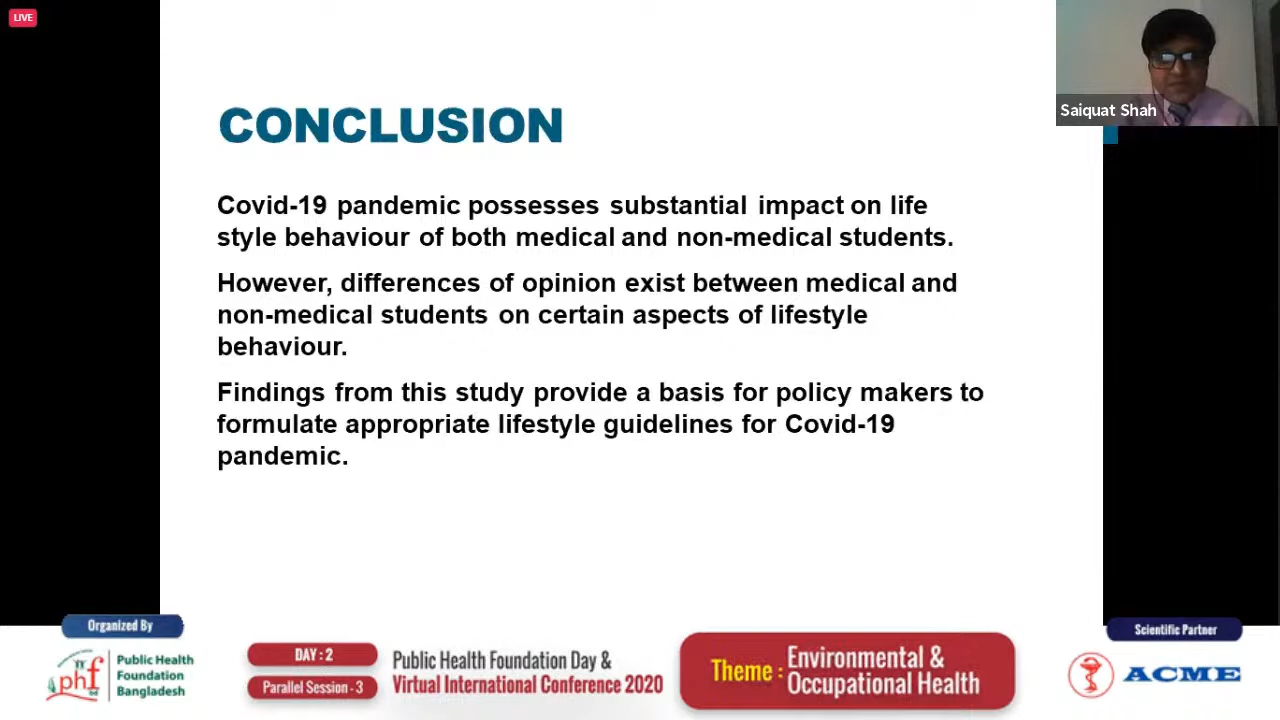 LIVE
Saiquat Shah
CONCLUSION
Covid-19 pandemic possesses substantial impact on life
style behaviour of both medical and non-medical students.
However, differences of opinion exist between medical and
non-medical students on certain aspects of lifestyle
behaviour.
Findings from this study provide a basis for policy makers to
formulate appropriate lifestyle guidelines for Covid-19
pandemic.
Organized By
phf
Public Health
Foundation
Bangladesh
DAY : 2
Parallel Session - 3
Public Health Foundation Day &
Virtual International Conference 2020
Theme : Environmental &
Occupational Health
Scientific Partner
ACME